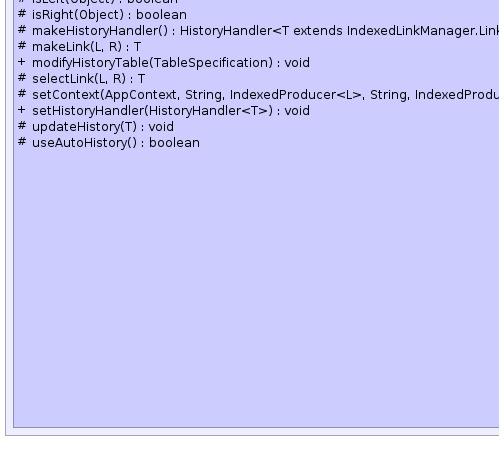 # isLeft(Object) : boolean
# isRight(Object) : boolean
# makeHistoryHandler() : HistoryHandler<T extends IndexedLinkManager.Link
# makeLink(L, R) : T
+ modifyHistoryTable(TableSpecification) : void
# selectLink(L, R) : T
# setContext(AppContext, String, IndexedProducer<L>, String, IndexedProdu
+ setHistoryHandler(HistoryHandler<T>) : void
# updateHistory(T) : void
# useAutoHistory() : boolean